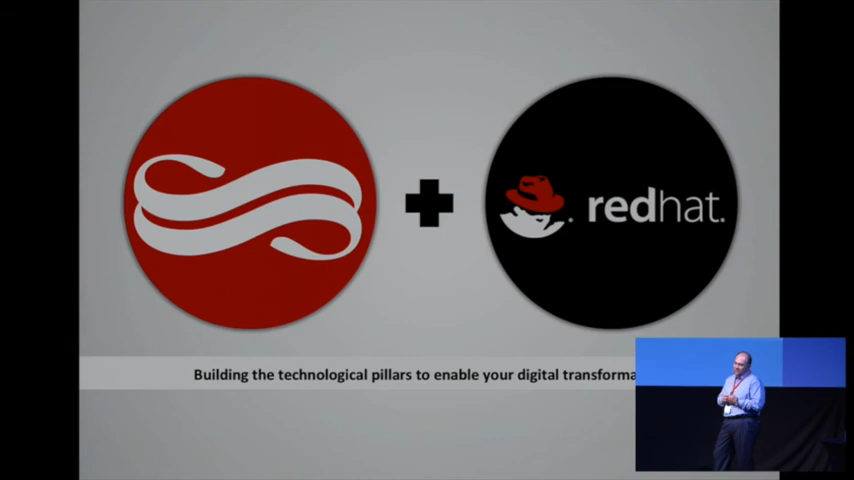 redhat.
Building the technological pillars to enable your digital transforma